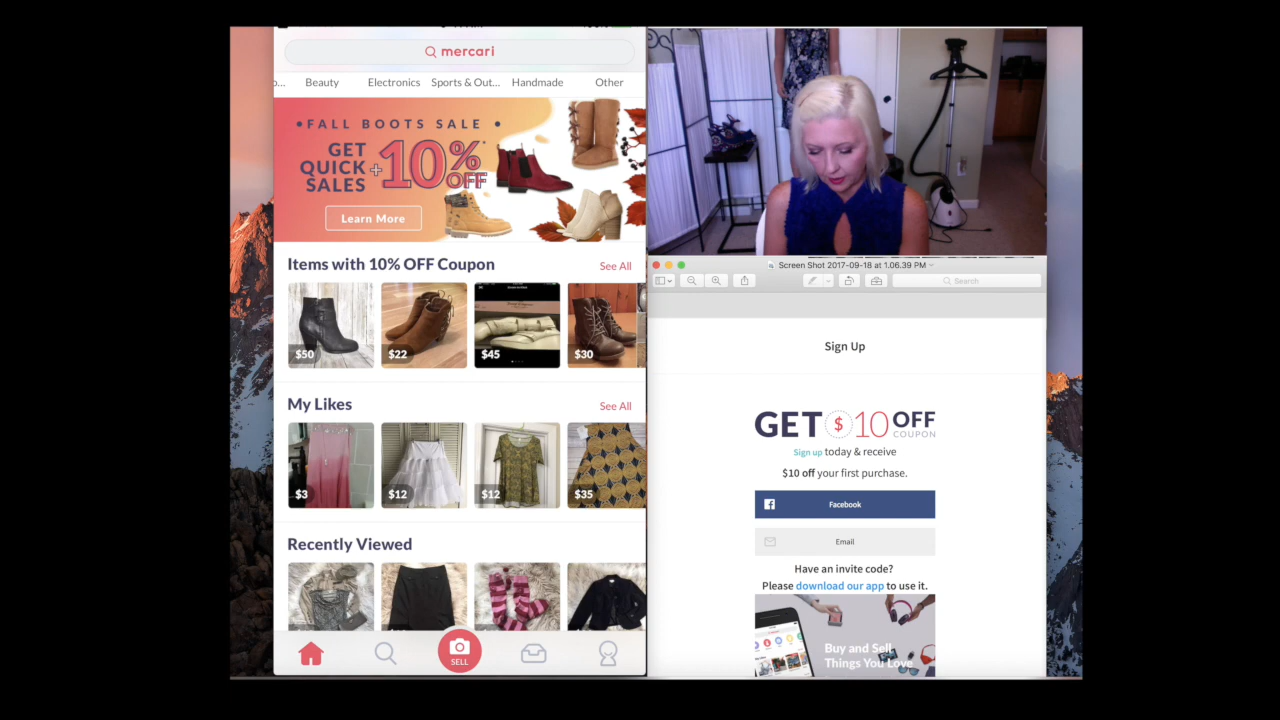 mercari
Beauty Electronics Sports & Out... Handmade Other
• FALL BOOTS SALE •
GET
QUICK
SALES
+10%
OFF
Learn More
Items with 10% OFF Coupon See All
$50 $22 $45 $30
My Likes See All
$3 $12 $12 $35
Recently Viewed
SELL
Screen Shot 2017-09-18 at 1.06.39 PM
Search
Sign Up
GET $10 OFF
COUPON
Sign up today & receive
$10 off your first purchase.
Facebook
Email
Have an invite code?
Please download our app to use it.
Buy and Sell
Things You Love